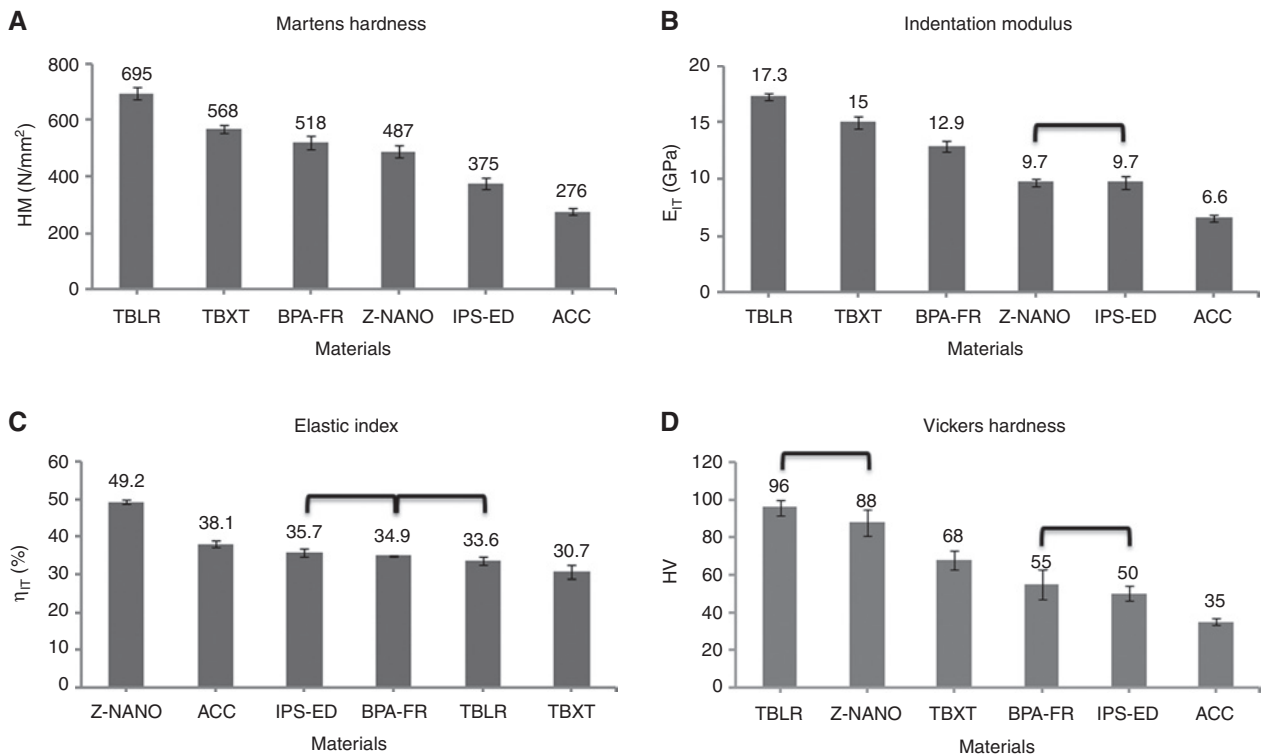 A
Martens hardness
HM (N/mm²)
800
600
400
200
0
695
568
518
487
375
276
TBLR TBXT BPA-FR Z-NANO IPS-ED ACC
Materials
B
Indentation modulus
E_IT (GPa)
20
15
10
5
0
17.3
15
12.9
9.7
9.7
6.6
TBLR TBXT BPA-FR Z-NANO IPS-ED ACC
Materials
C
Elastic index
η_IT (%)
60
50
40
30
20
10
0
49.2
38.1
35.7
34.9
33.6
30.7
Z-NANO ACC IPS-ED BPA-FR TBLR TBXT
Materials
D
Vickers hardness
HV
120
100
80
60
40
20
0
96
88
68
55
50
35
TBLR Z-NANO TBXT BPA-FR IPS-ED ACC
Materials